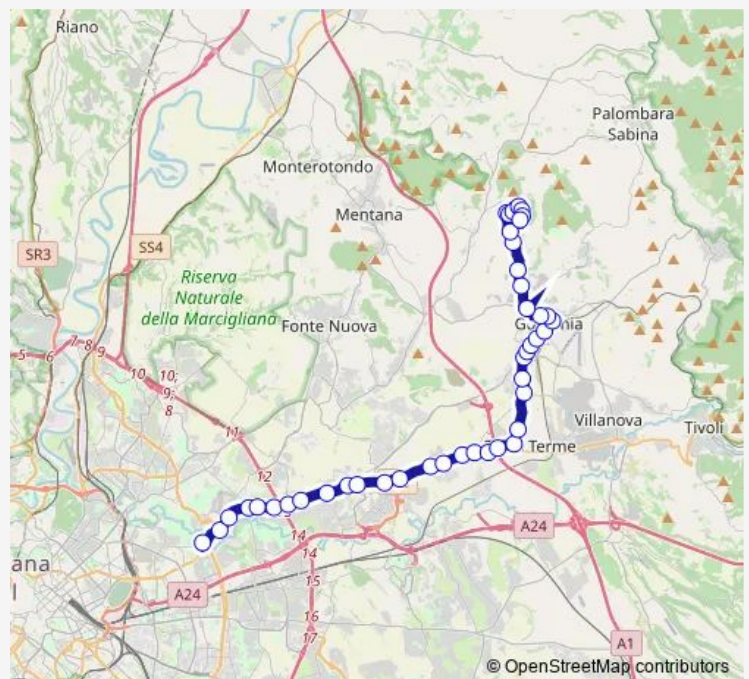 Riano
Palombara
Sabina
Monterotondo
Mentana
SR3
SS4
Riserva
Naturale
della Marcigliana
Fonte Nuova
5
6
7
8
9
10
10;
9;
8
11
12
Villanova
Tivoli
Terme
14
A24
14
ana
15
A24
16
17
A1
© OpenStreetMap contributors